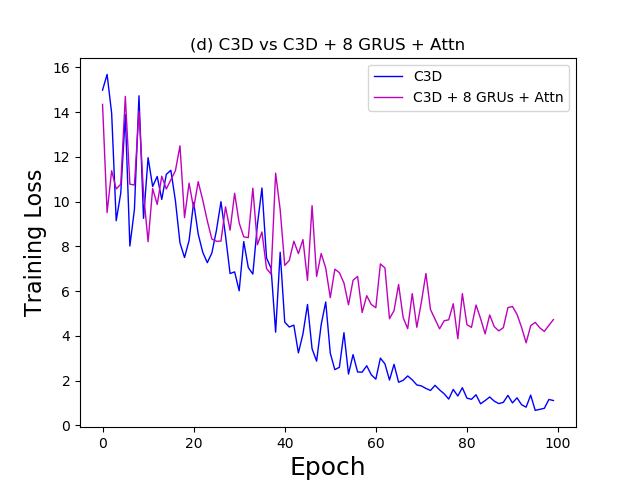 (d) C3D vs C3D + 8 GRUS + Attn
C3D
C3D + 8 GRUs + Attn
Training Loss
16
14
12
10
8
6
4
2
0
0 20 40 60 80 100
Epoch